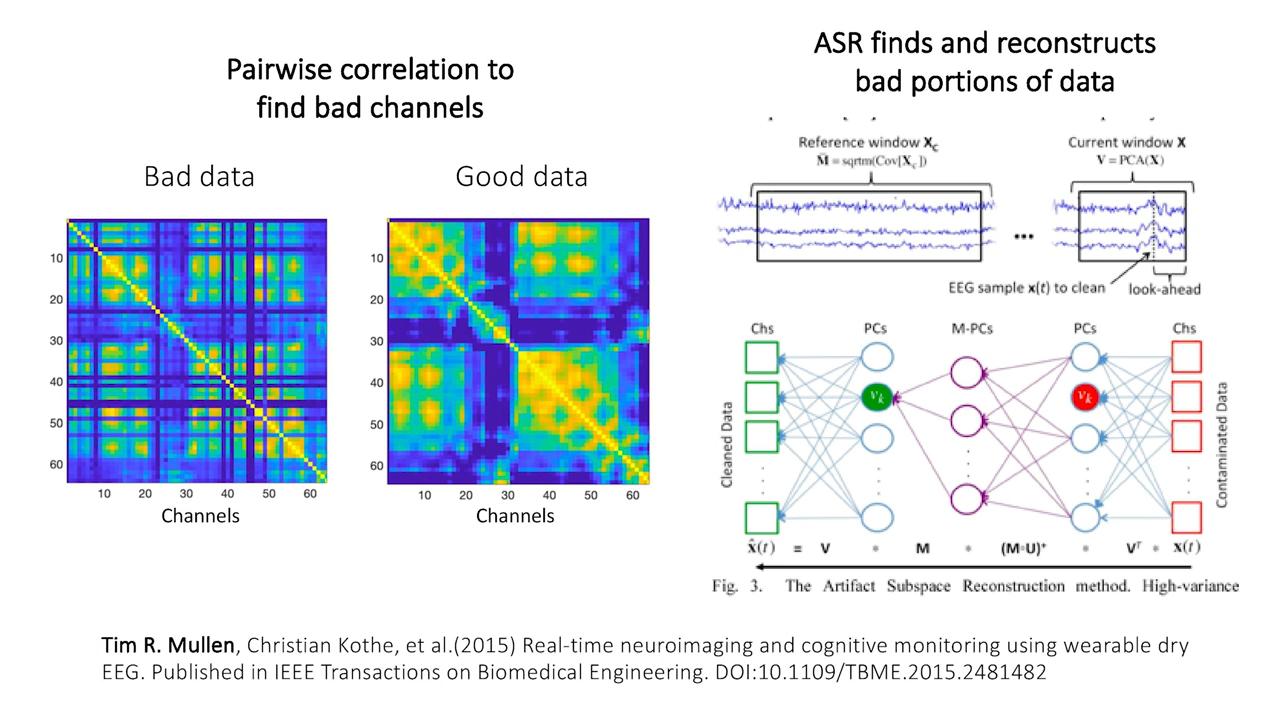 Pairwise correlation to
find bad channels
Bad data
Good data
10
20
30
40
50
60
10 20 30 40 50 60
Channels
10
20
30
40
50
60
10 20 30 40 50 60
Channels
ASR finds and reconstructs
bad portions of data
Reference window Xc
M̄ = sqrtm(Cov[Xc])
Current window X
V = PCA(X)
...
EEG sample x(t) to clean
look-ahead
Chs PCs M-PCs PCs Chs
Cleaned Data
vk
vk
Contaminated Data
x̂(t) = V * M * (M∘U)⁺ * Vᵀ * x(t)
Fig. 3. The Artifact Subspace Reconstruction method. High-variance
Tim R. Mullen, Christian Kothe, et al.(2015) Real-time neuroimaging and cognitive monitoring using wearable dry
EEG. Published in IEEE Transactions on Biomedical Engineering. DOI:10.1109/TBME.2015.2481482